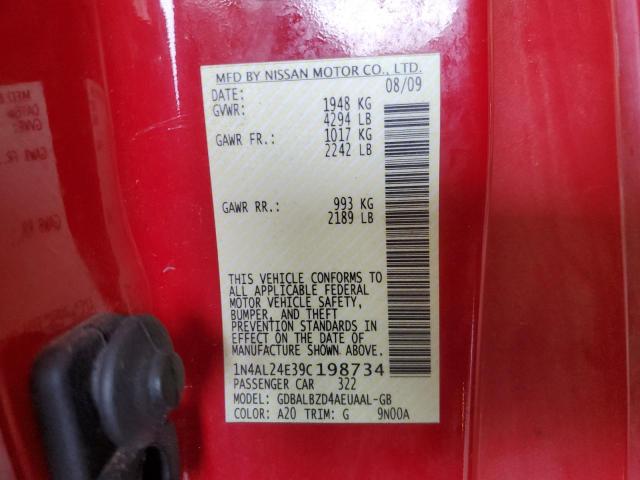 MFD BY NISSAN MOTOR CO., LTD.
DATE: 08/09
GVWR: 1948 KG
4294 LB
GAWR FR.: 1017 KG
2242 LB
GAWR RR.: 993 KG
2189 LB
THIS VEHICLE CONFORMS TO
ALL APPLICABLE FEDERAL
MOTOR VEHICLE SAFETY,
BUMPER, AND THEFT
PREVENTION STANDARDS IN
EFFECT ON THE DATE OF
MANUFACTURE SHOWN ABOVE.
1N4AL24E39C198734
PASSENGER CAR 322
MODEL: GDBALBZD4AEUAAL-GB
COLOR: A20 TRIM: G 9N00A